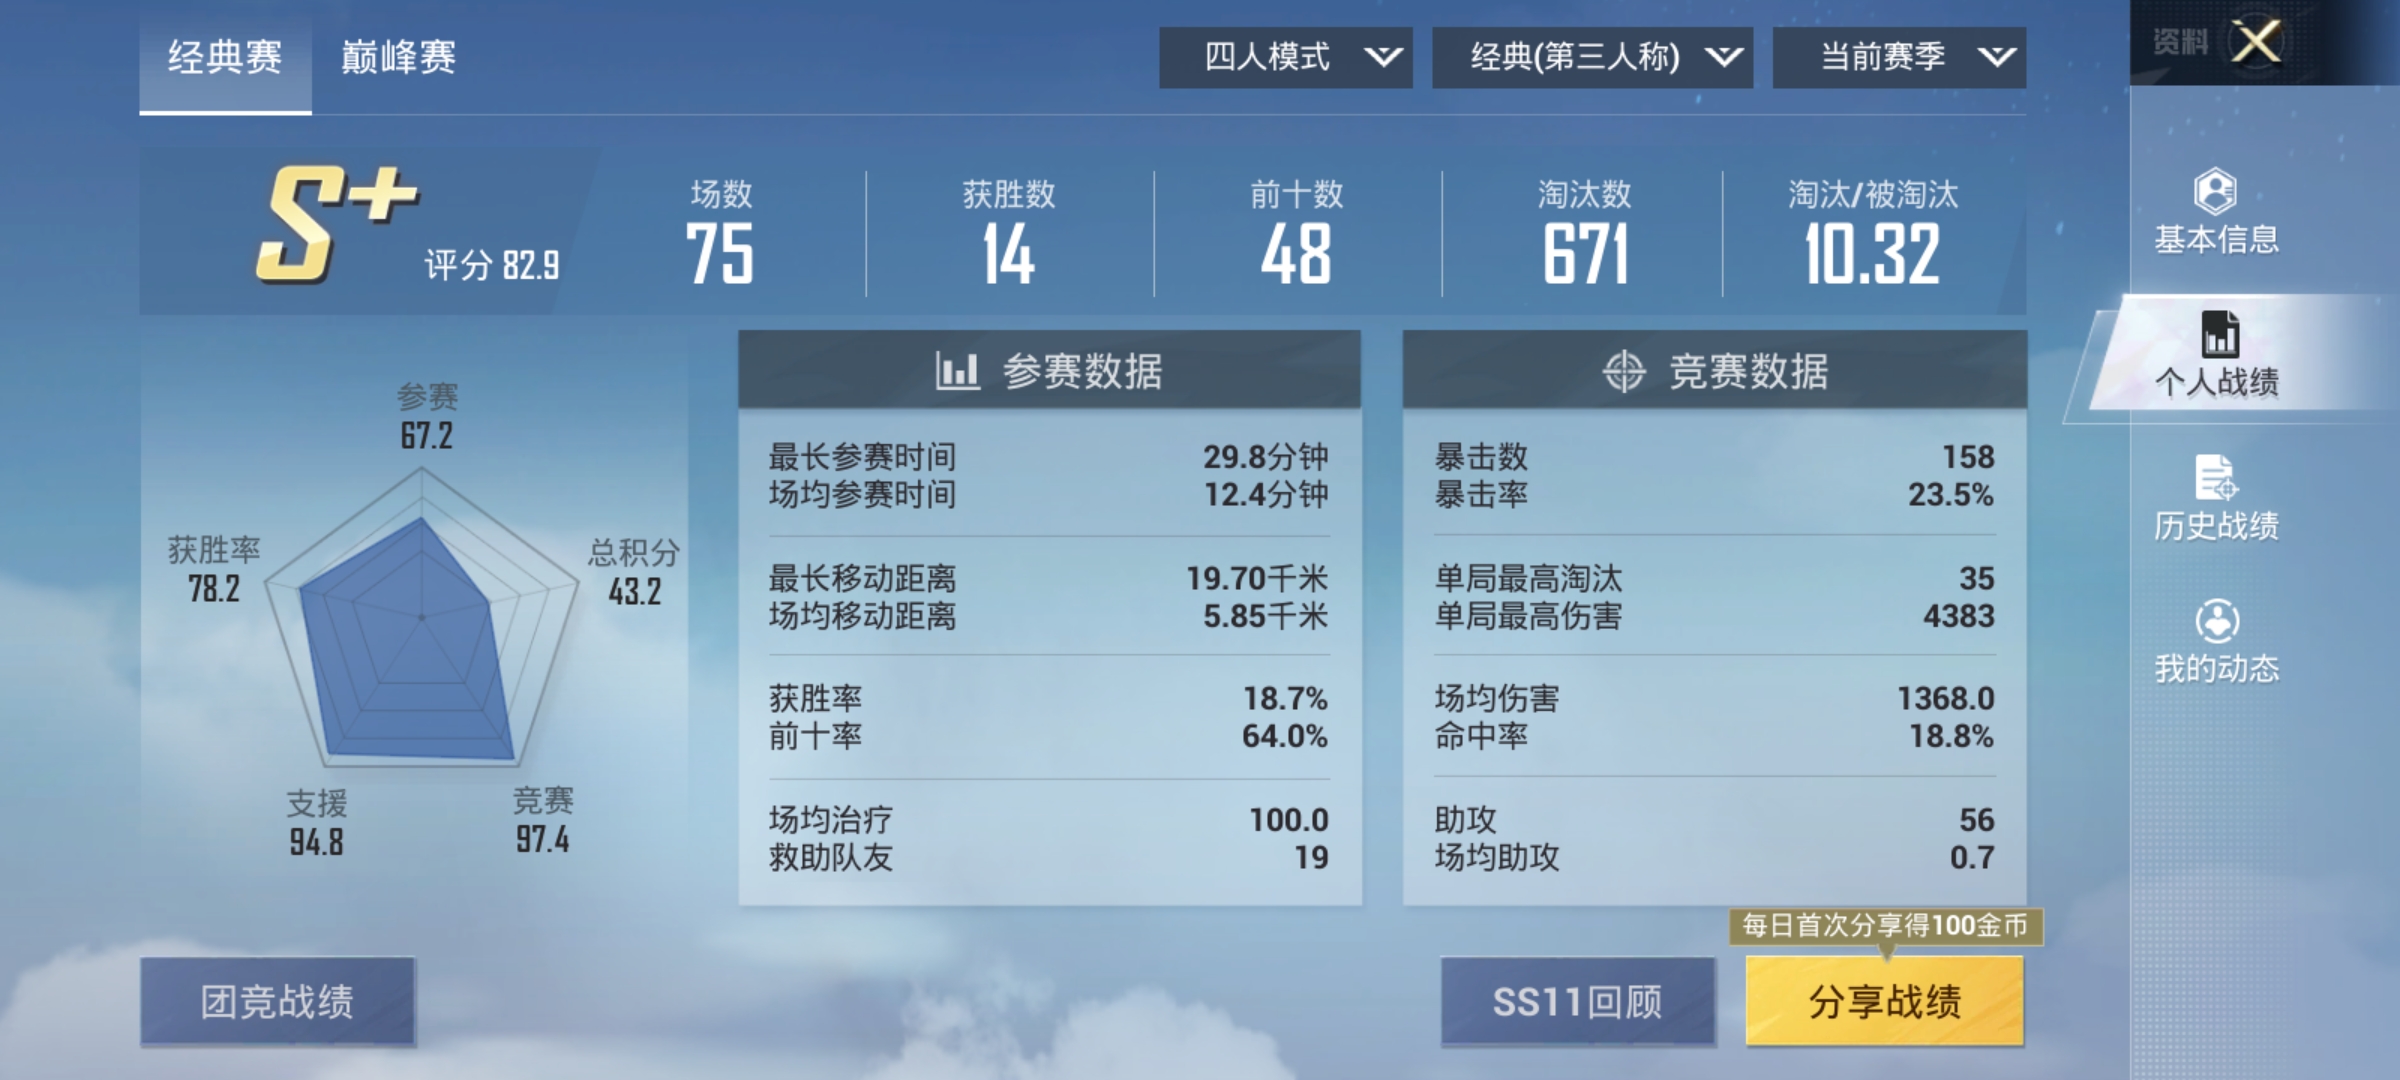 经典赛 巅峰赛 四人模式 经典(第三人称) 当前赛季 资料
S+ 评分 82.9
场数 获胜数 前十数 淘汰数 淘汰/被淘汰
75 14 48 671 10.32
基本信息
个人战绩
历史战绩
我的动态
参赛
67.2
获胜率
78.2
总积分
43.2
支援
94.8
竞赛
97.4
参赛数据
最长参赛时间 29.8分钟
场均参赛时间 12.4分钟
最长移动距离 19.70千米
场均移动距离 5.85千米
获胜率 18.7%
前十率 64.0%
场均治疗 100.0
救助队友 19
竞赛数据
暴击数 158
暴击率 23.5%
单局最高淘汰 35
单局最高伤害 4383
场均伤害 1368.0
命中率 18.8%
助攻 56
场均助攻 0.7
每日首次分享得100金币
团竞战绩 SS11回顾 分享战绩